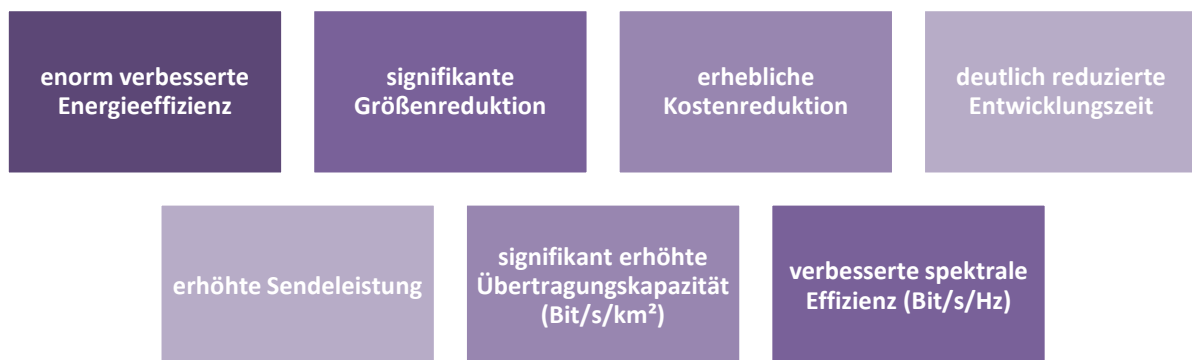 enorm verbesserte
Energieeffizienz
signifikante
Größenreduktion
erhebliche
Kostenreduktion
deutlich reduzierte
Entwicklungszeit
erhöhte Sendeleistung
signifikant erhöhte
Übertragungskapazität
(Bit/s/km²)
verbesserte spektrale
Effizienz (Bit/s/Hz)